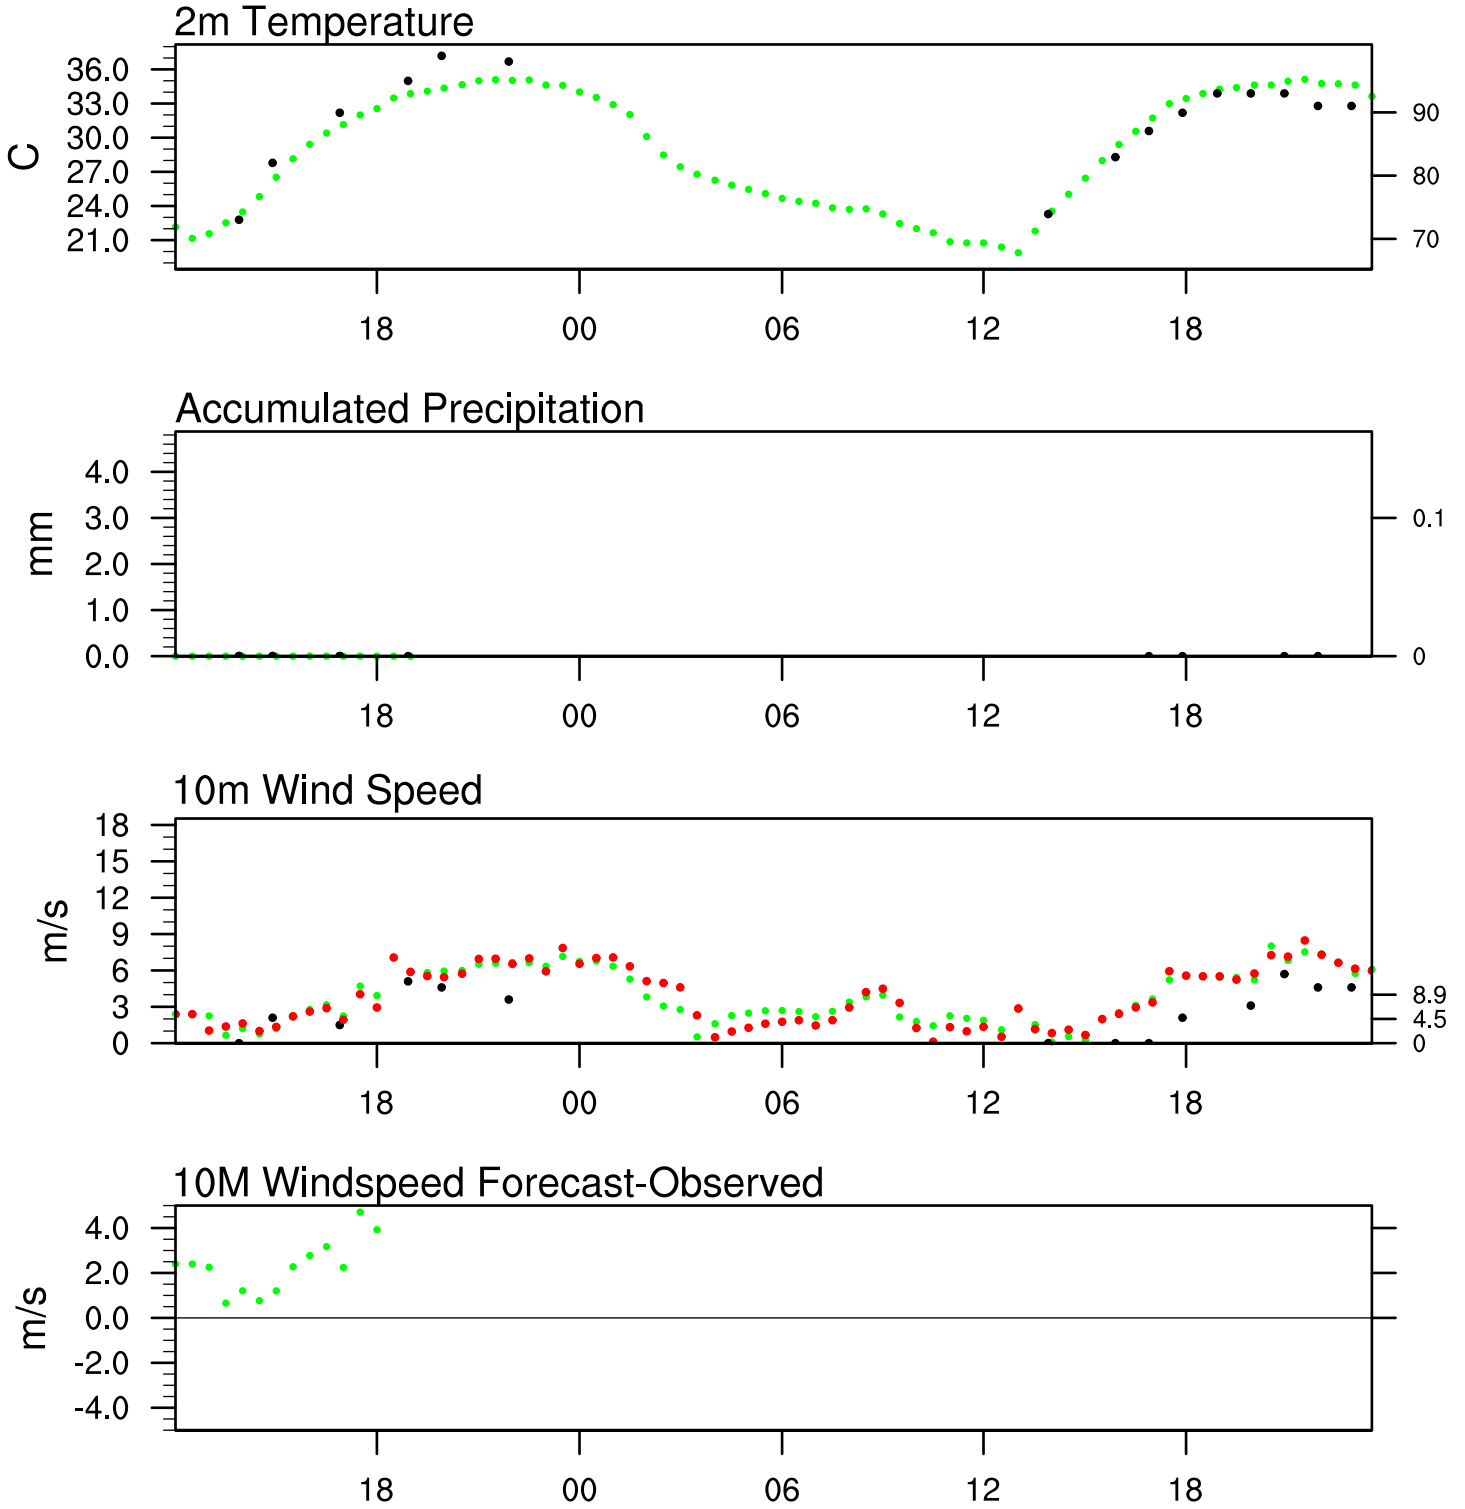 2m Temperature
36.0
33.0
30.0
27.0
24.0
21.0
C
90
80
70
18 00 06 12 18
Accumulated Precipitation
4.0
3.0
2.0
1.0
0.0
mm
0.1
0
18 00 06 12 18
10m Wind Speed
18
15
12
9
6
3
0
m/s
8.9
4.5
0
18 00 06 12 18
10M Windspeed Forecast-Observed
4.0
2.0
0.0
-2.0
-4.0
m/s
18 00 06 12 18